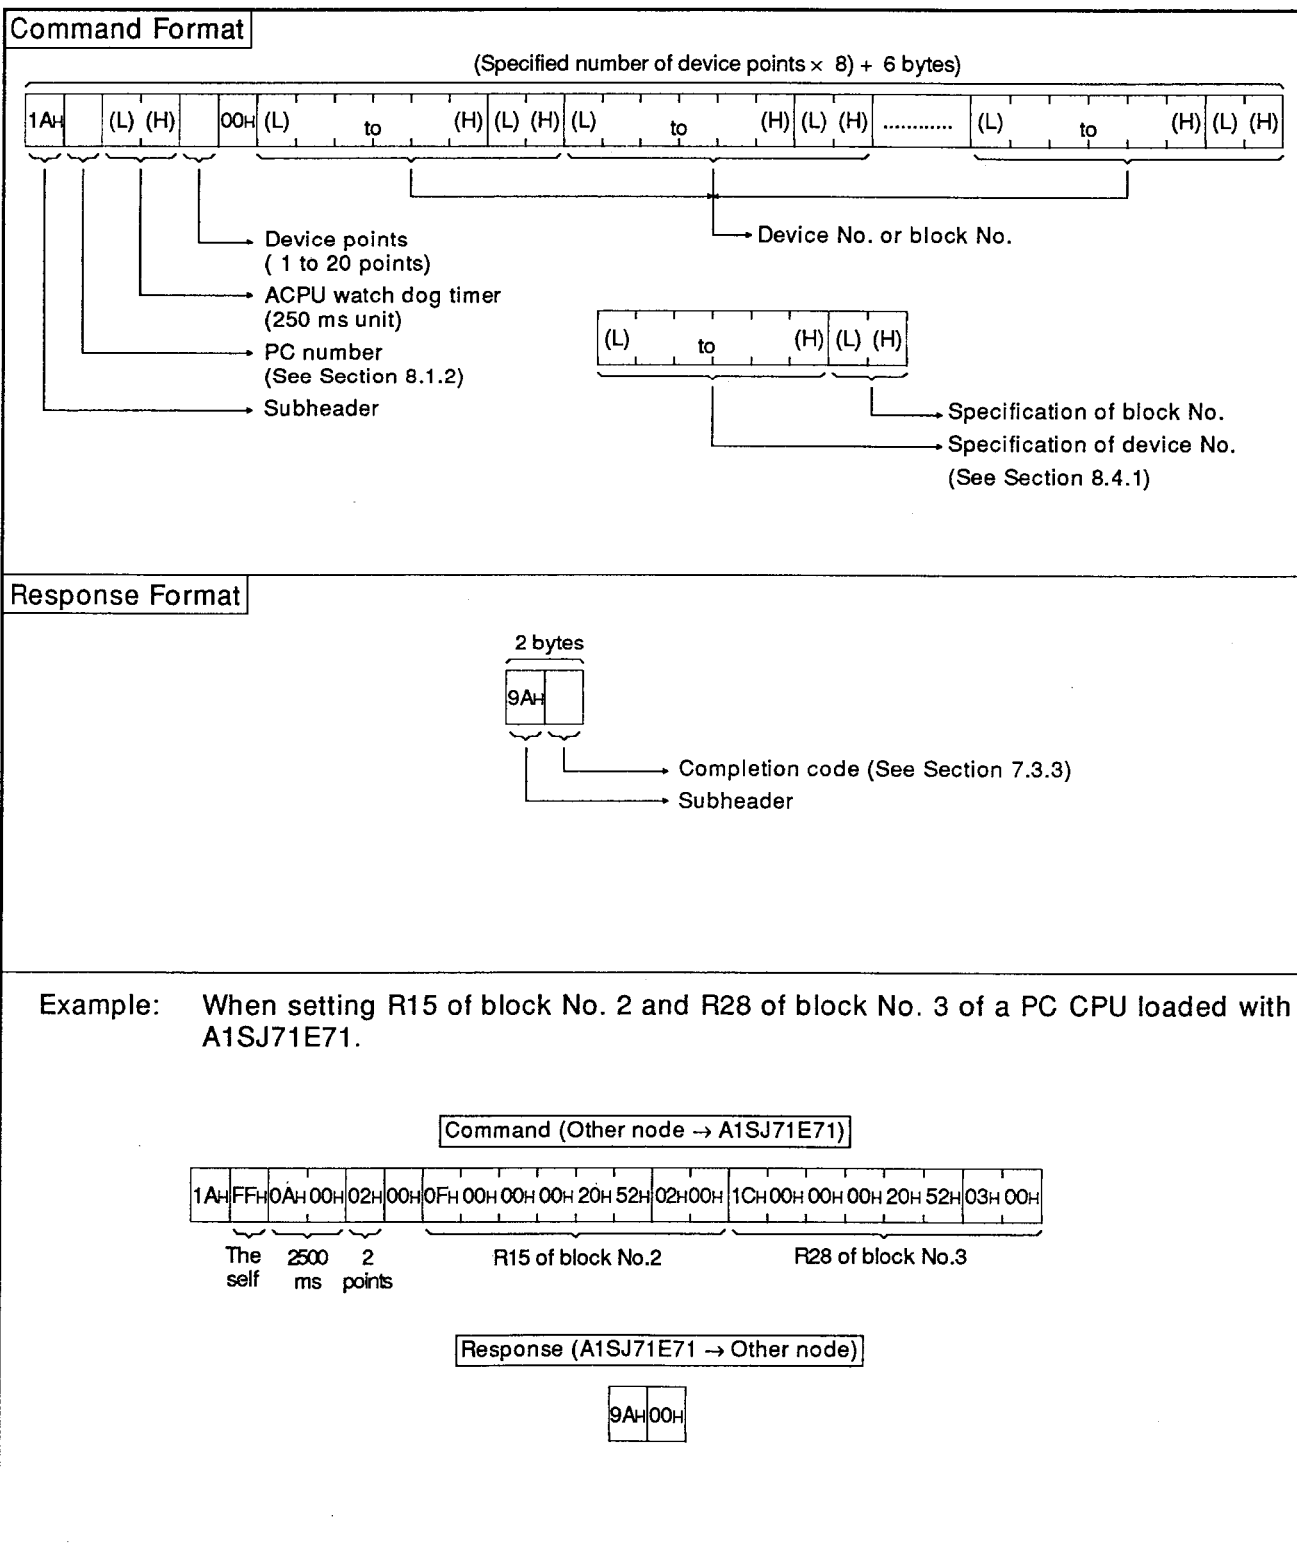 Command Format
(Specified number of device points × 8) + 6 bytes)
1AH (L) (H) 00H (L) to (H) (L) (H) (L) to (H) (L) (H) ............ (L) to (H) (L) (H)
Device No. or block No.
Device points
( 1 to 20 points)
ACPU watch dog timer
(250 ms unit)
PC number
(See Section 8.1.2)
Subheader
(L) to (H) (L) (H)
Specification of block No.
Specification of device No.
(See Section 8.4.1)
Response Format
2 bytes
9AH
Completion code (See Section 7.3.3)
Subheader
Example: When setting R15 of block No. 2 and R28 of block No. 3 of a PC CPU loaded with
A1SJ71E71.
Command (Other node → A1SJ71E71)
1AH FFH 0AH 00H 02H 00H 0FH 00H 00H 00H 20H 52H 02H 00H 1CH 00H 00H 00H 20H 52H 03H 00H
The 2500 2 R15 of block No.2 R28 of block No.3
self ms points
Response (A1SJ71E71 → Other node)
9AH 00H